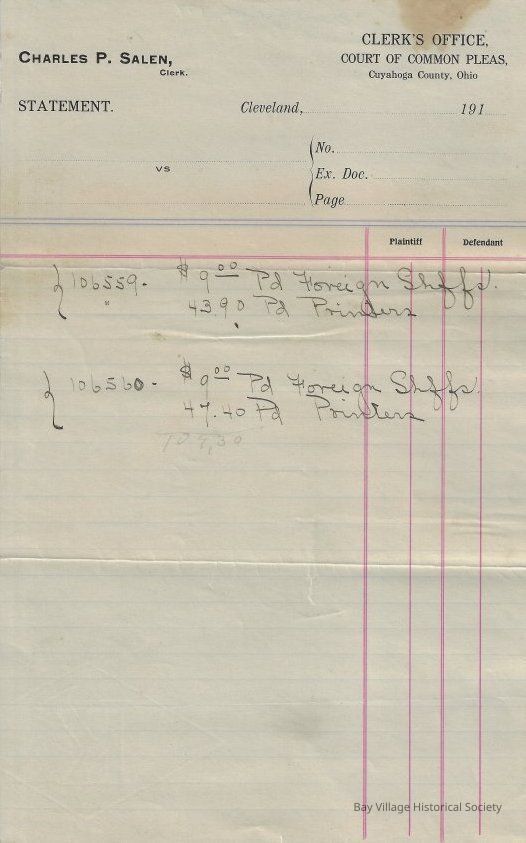 CHARLES P. SALEN,
Clerk.
CLERK'S OFFICE,
COURT OF COMMON PLEAS,
Cuyahoga County, Ohio
STATEMENT.
Cleveland, 191
vs
No.
Ex. Doc.
Page
Plaintiff Defendant
106559. $9.00 Pd Foreign Shffs.
" 43.90 Pd Printers
106560. $9.00 Pd Foreign Shffs.
47.40 Pd Printers
109,30
Bay Village Historical Society